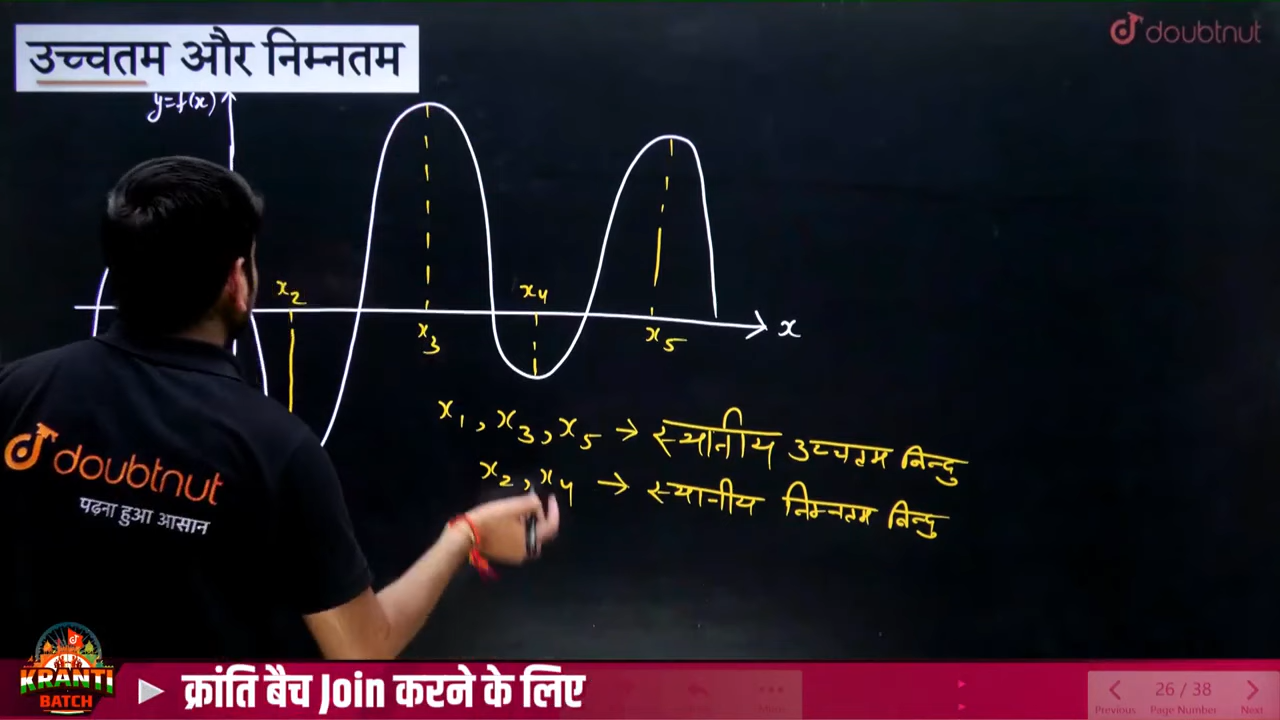 उच्चतम और निम्नतम
doubtnut
y=f(x)
x₂
x₄
x₃
x₅
x
x₁, x₃, x₅ → स्थानीय उच्चतम बिन्दु
x₂, x₄ → स्थानीय निम्नतम बिन्दु
doubtnut
पढ़ना हुआ आसान
KRANTI
BATCH
क्रांति बैच Join करने के लिए
26 / 38
Previous Page Number Next